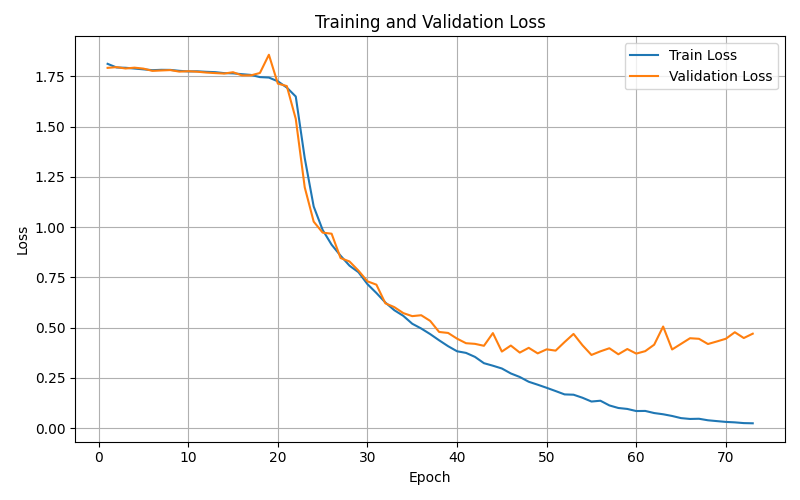 Training and Validation Loss
Train Loss
Validation Loss
Loss
1.75
1.50
1.25
1.00
0.75
0.50
0.25
0.00
0 10 20 30 40 50 60 70
Epoch